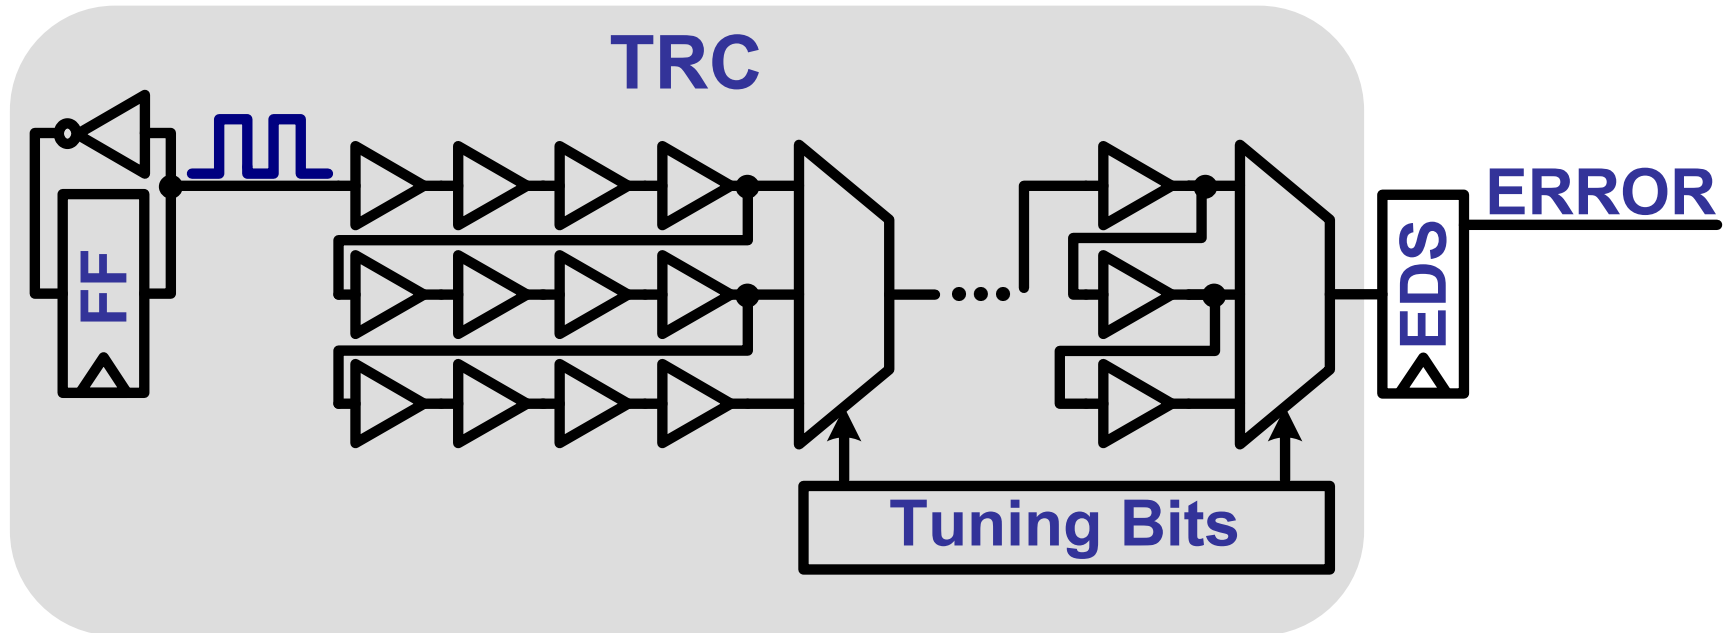 TRC
FF
ERROR
EDS
Tuning Bits